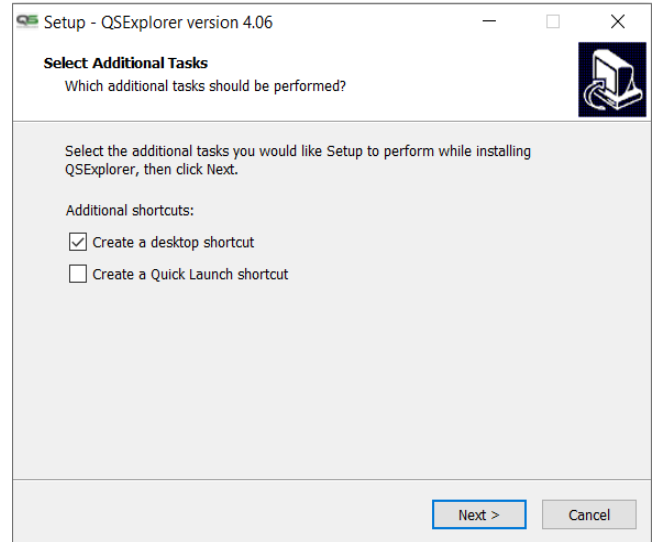 QS Setup - QSExplorer version 4.06
Select Additional Tasks
Which additional tasks should be performed?
Select the additional tasks you would like Setup to perform while installing
QSExplorer, then click Next.
Additional shortcuts:
Create a desktop shortcut
Create a Quick Launch shortcut
Next >
Cancel